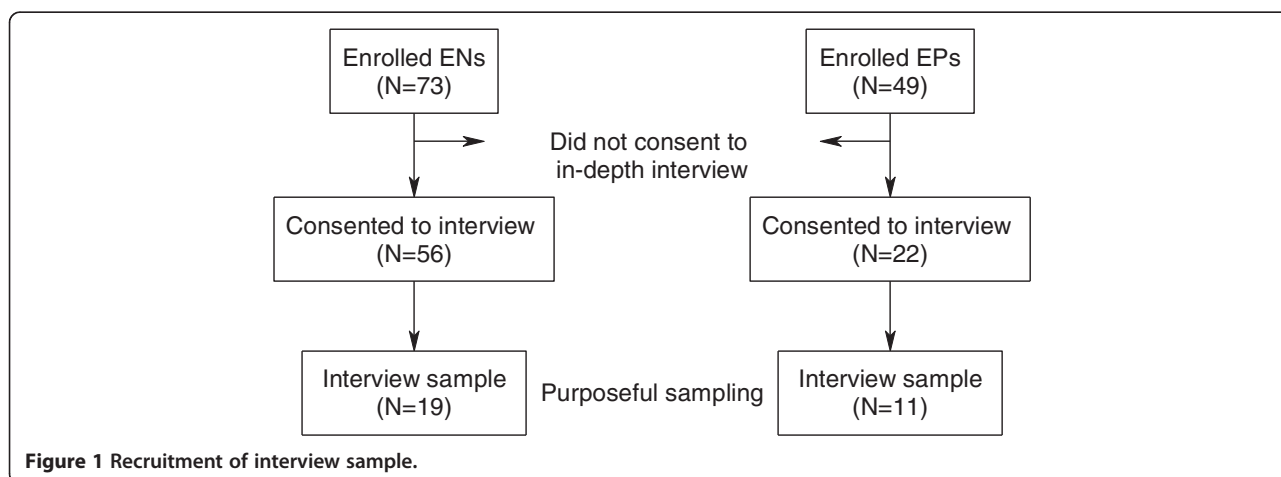 Enrolled ENs
(N=73)
Enrolled EPs
(N=49)
Did not consent to
in-depth interview
Consented to interview
(N=56)
Consented to interview
(N=22)
Interview sample
(N=19)
Purposeful sampling
Interview sample
(N=11)
Figure 1 Recruitment of interview sample.